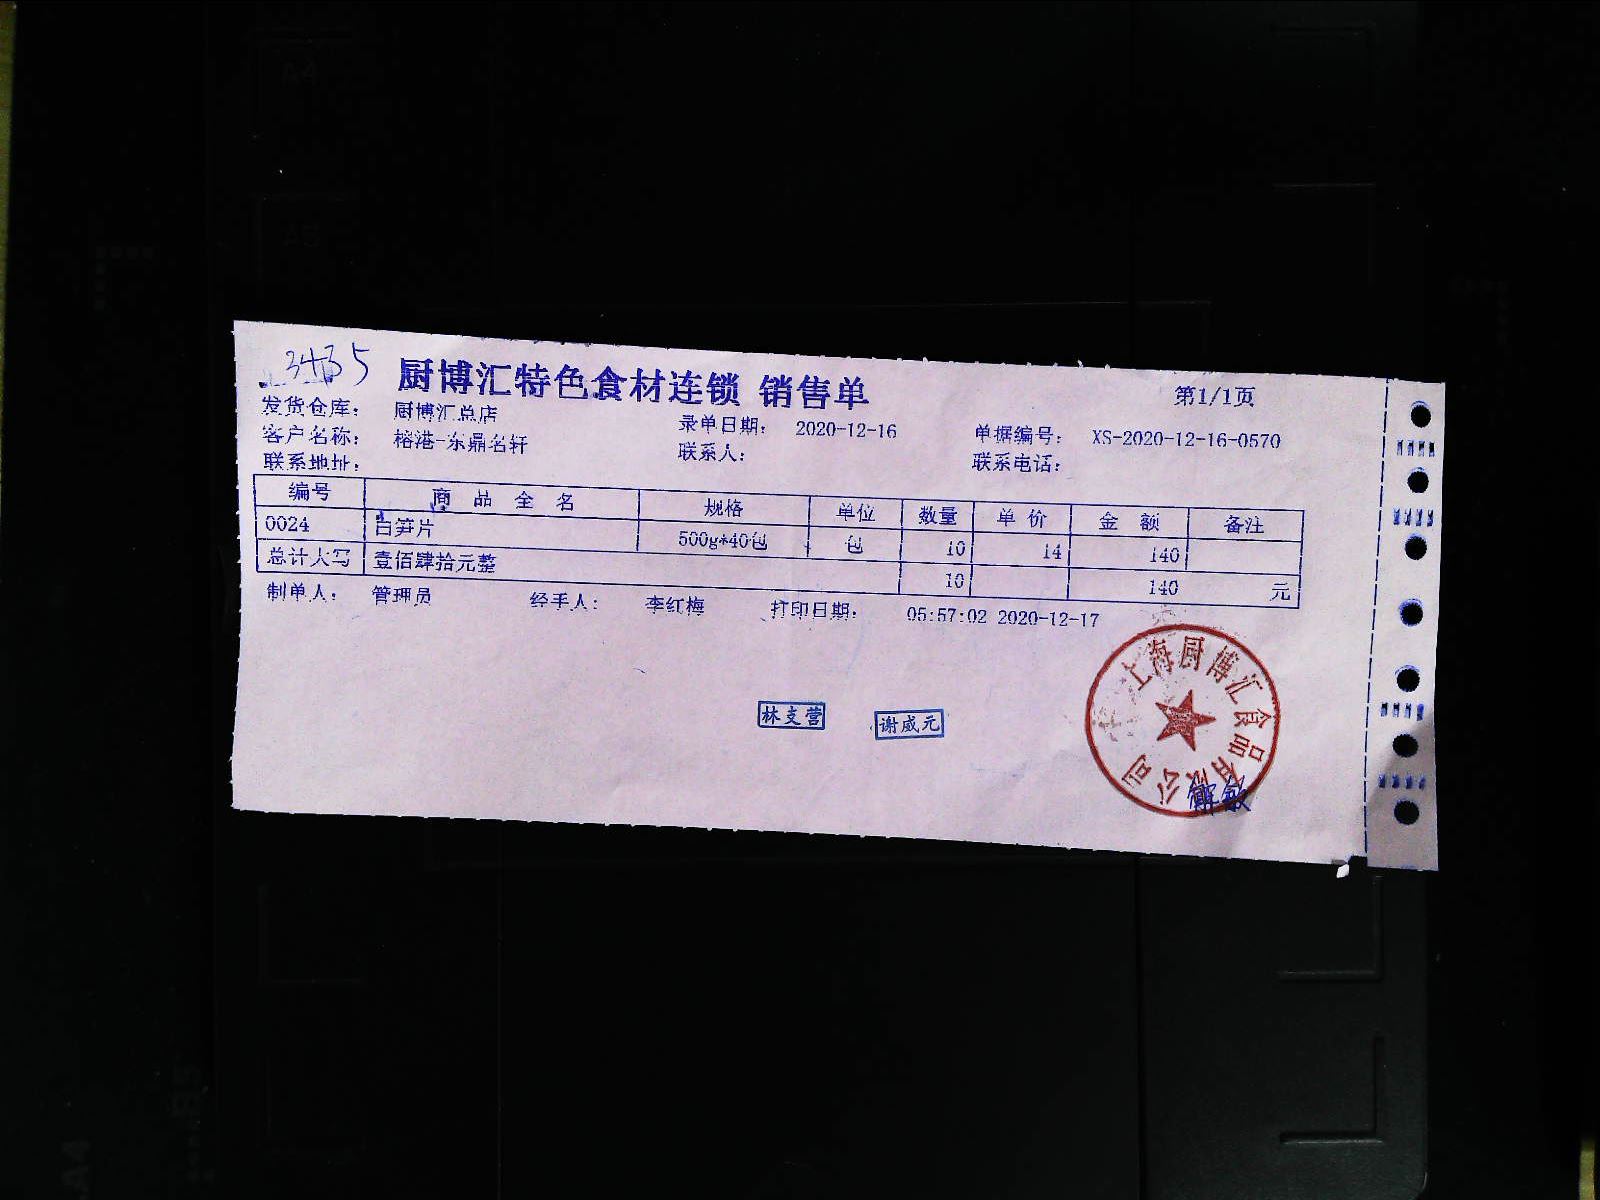 3435
厨博汇特色食材连锁 销售单 第1/1页
发货仓库： 厨博汇总店 录单日期： 2020-12-16 单据编号： XS-2020-12-16-0570
客户名称： 榕港-东鼎名轩 联系人： 联系电话：
联系地址：
编号 商品全名 规格 单位 数量 单价 金额 备注
0024 白笋片 500g*40包 包 10 14 140
总计大写 壹佰肆拾元整 10 140 元
制单人： 管理员 经手人： 李红梅 打印日期： 05:57:02 2020-12-17
林支营 谢威元
上海厨博汇食品有限公司